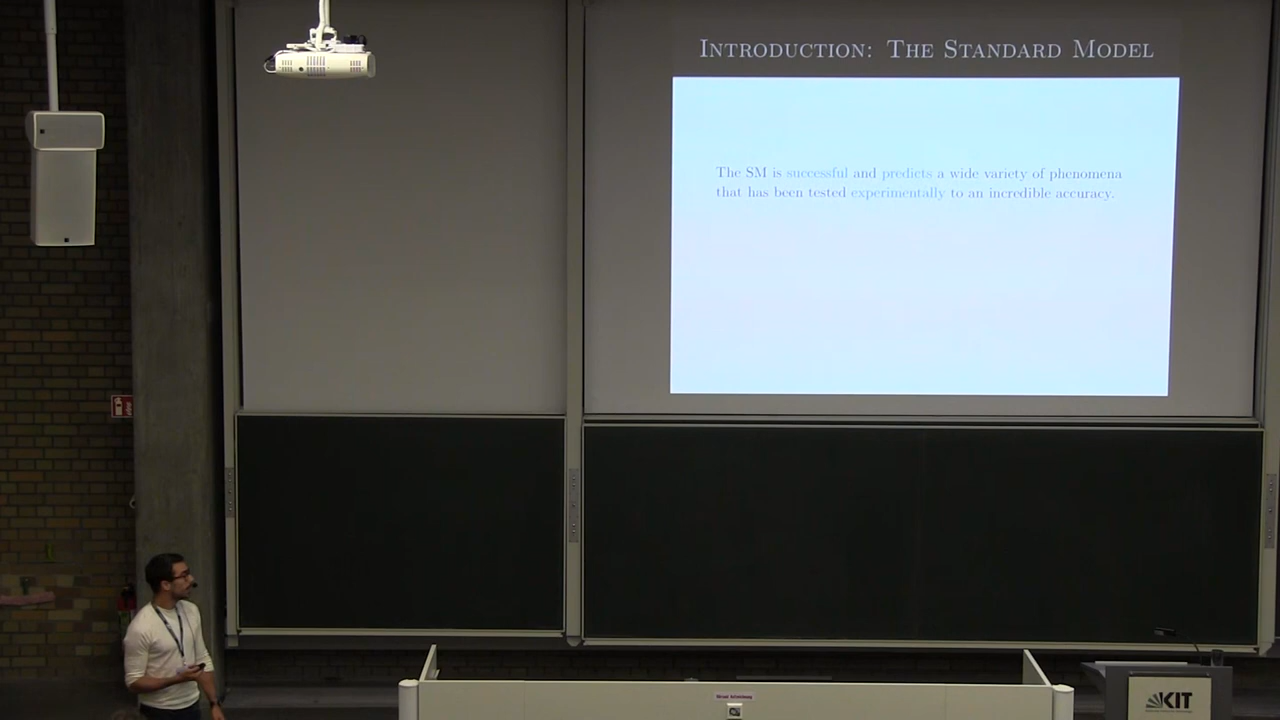 INTRODUCTION: THE STANDARD MODEL
The SM is successful and predicts a wide variety of phenomena
that has been tested experimentally to an incredible accuracy.
KIT